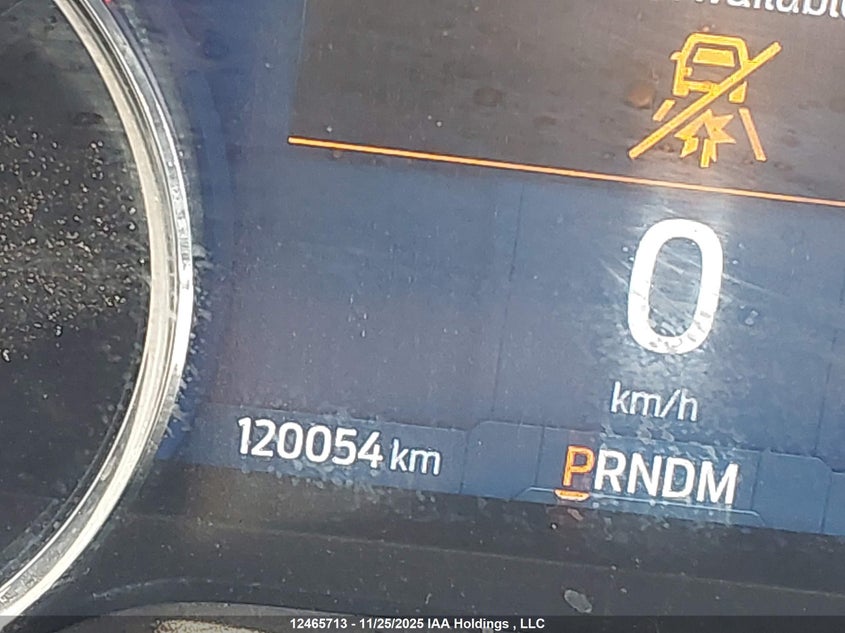 0
km/h
120054 km
PRNDM
12465713 - 11/25/2025 IAA Holdings , LLC